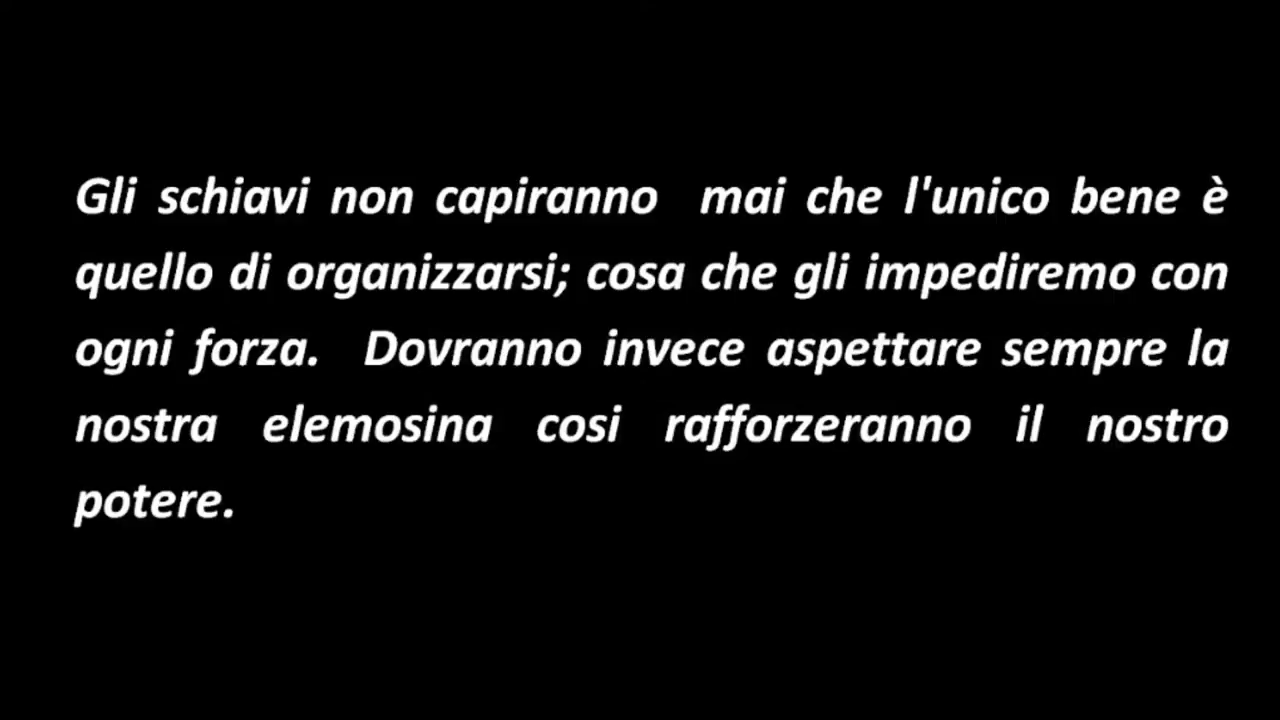 Gli schiavi non capiranno mai che l'unico bene è
quello di organizzarsi; cosa che gli impediremo con
ogni forza. Dovranno invece aspettare sempre la
nostra elemosina cosi rafforzeranno il nostro
potere.